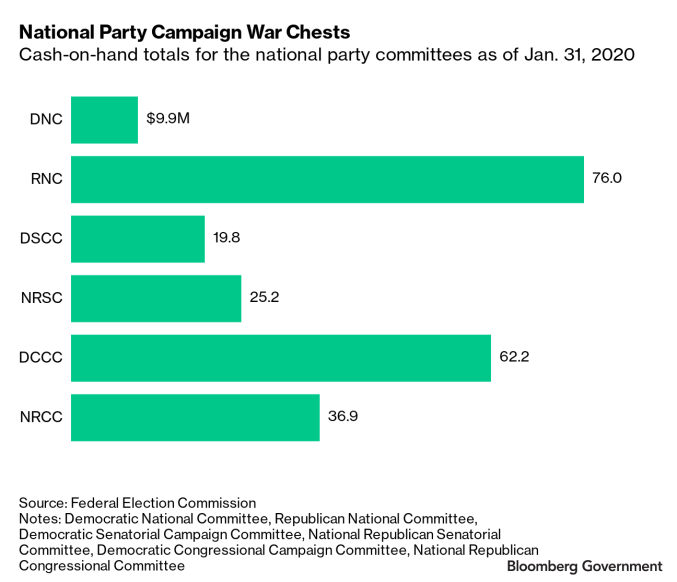 National Party Campaign War Chests
Cash-on-hand totals for the national party committees as of Jan. 31, 2020
DNC $9.9M
RNC 76.0
DSCC 19.8
NRSC 25.2
DCCC 62.2
NRCC 36.9
Source: Federal Election Commission
Notes: Democratic National Committee, Republican National Committee,
Democratic Senatorial Campaign Committee, National Republican Senatorial
Committee, Democratic Congressional Campaign Committee, National Republican
Congressional Committee
Bloomberg Government